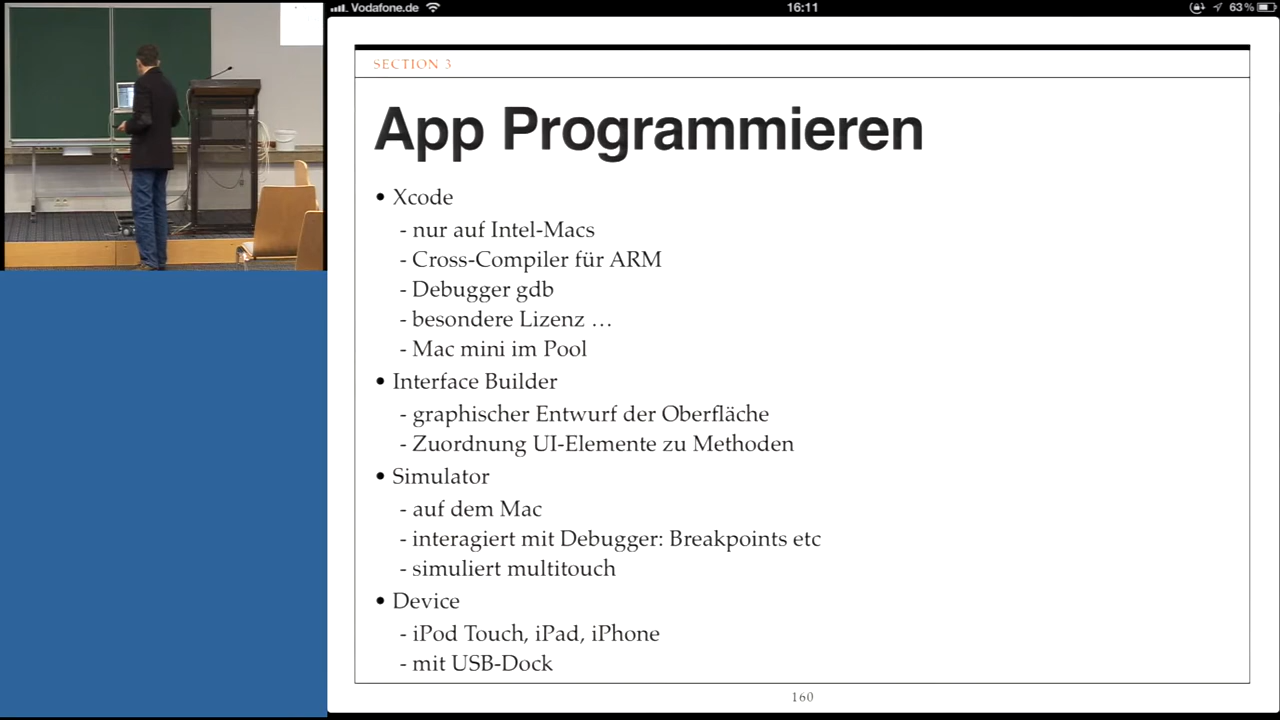 Vodafone.de
16:11
63%
SECTION 3
App Programmieren
• Xcode
- nur auf Intel-Macs
- Cross-Compiler für ARM
- Debugger gdb
- besondere Lizenz …
- Mac mini im Pool
• Interface Builder
- graphischer Entwurf der Oberfläche
- Zuordnung UI-Elemente zu Methoden
• Simulator
- auf dem Mac
- interagiert mit Debugger: Breakpoints etc
- simuliert multitouch
• Device
- iPod Touch, iPad, iPhone
- mit USB-Dock
160